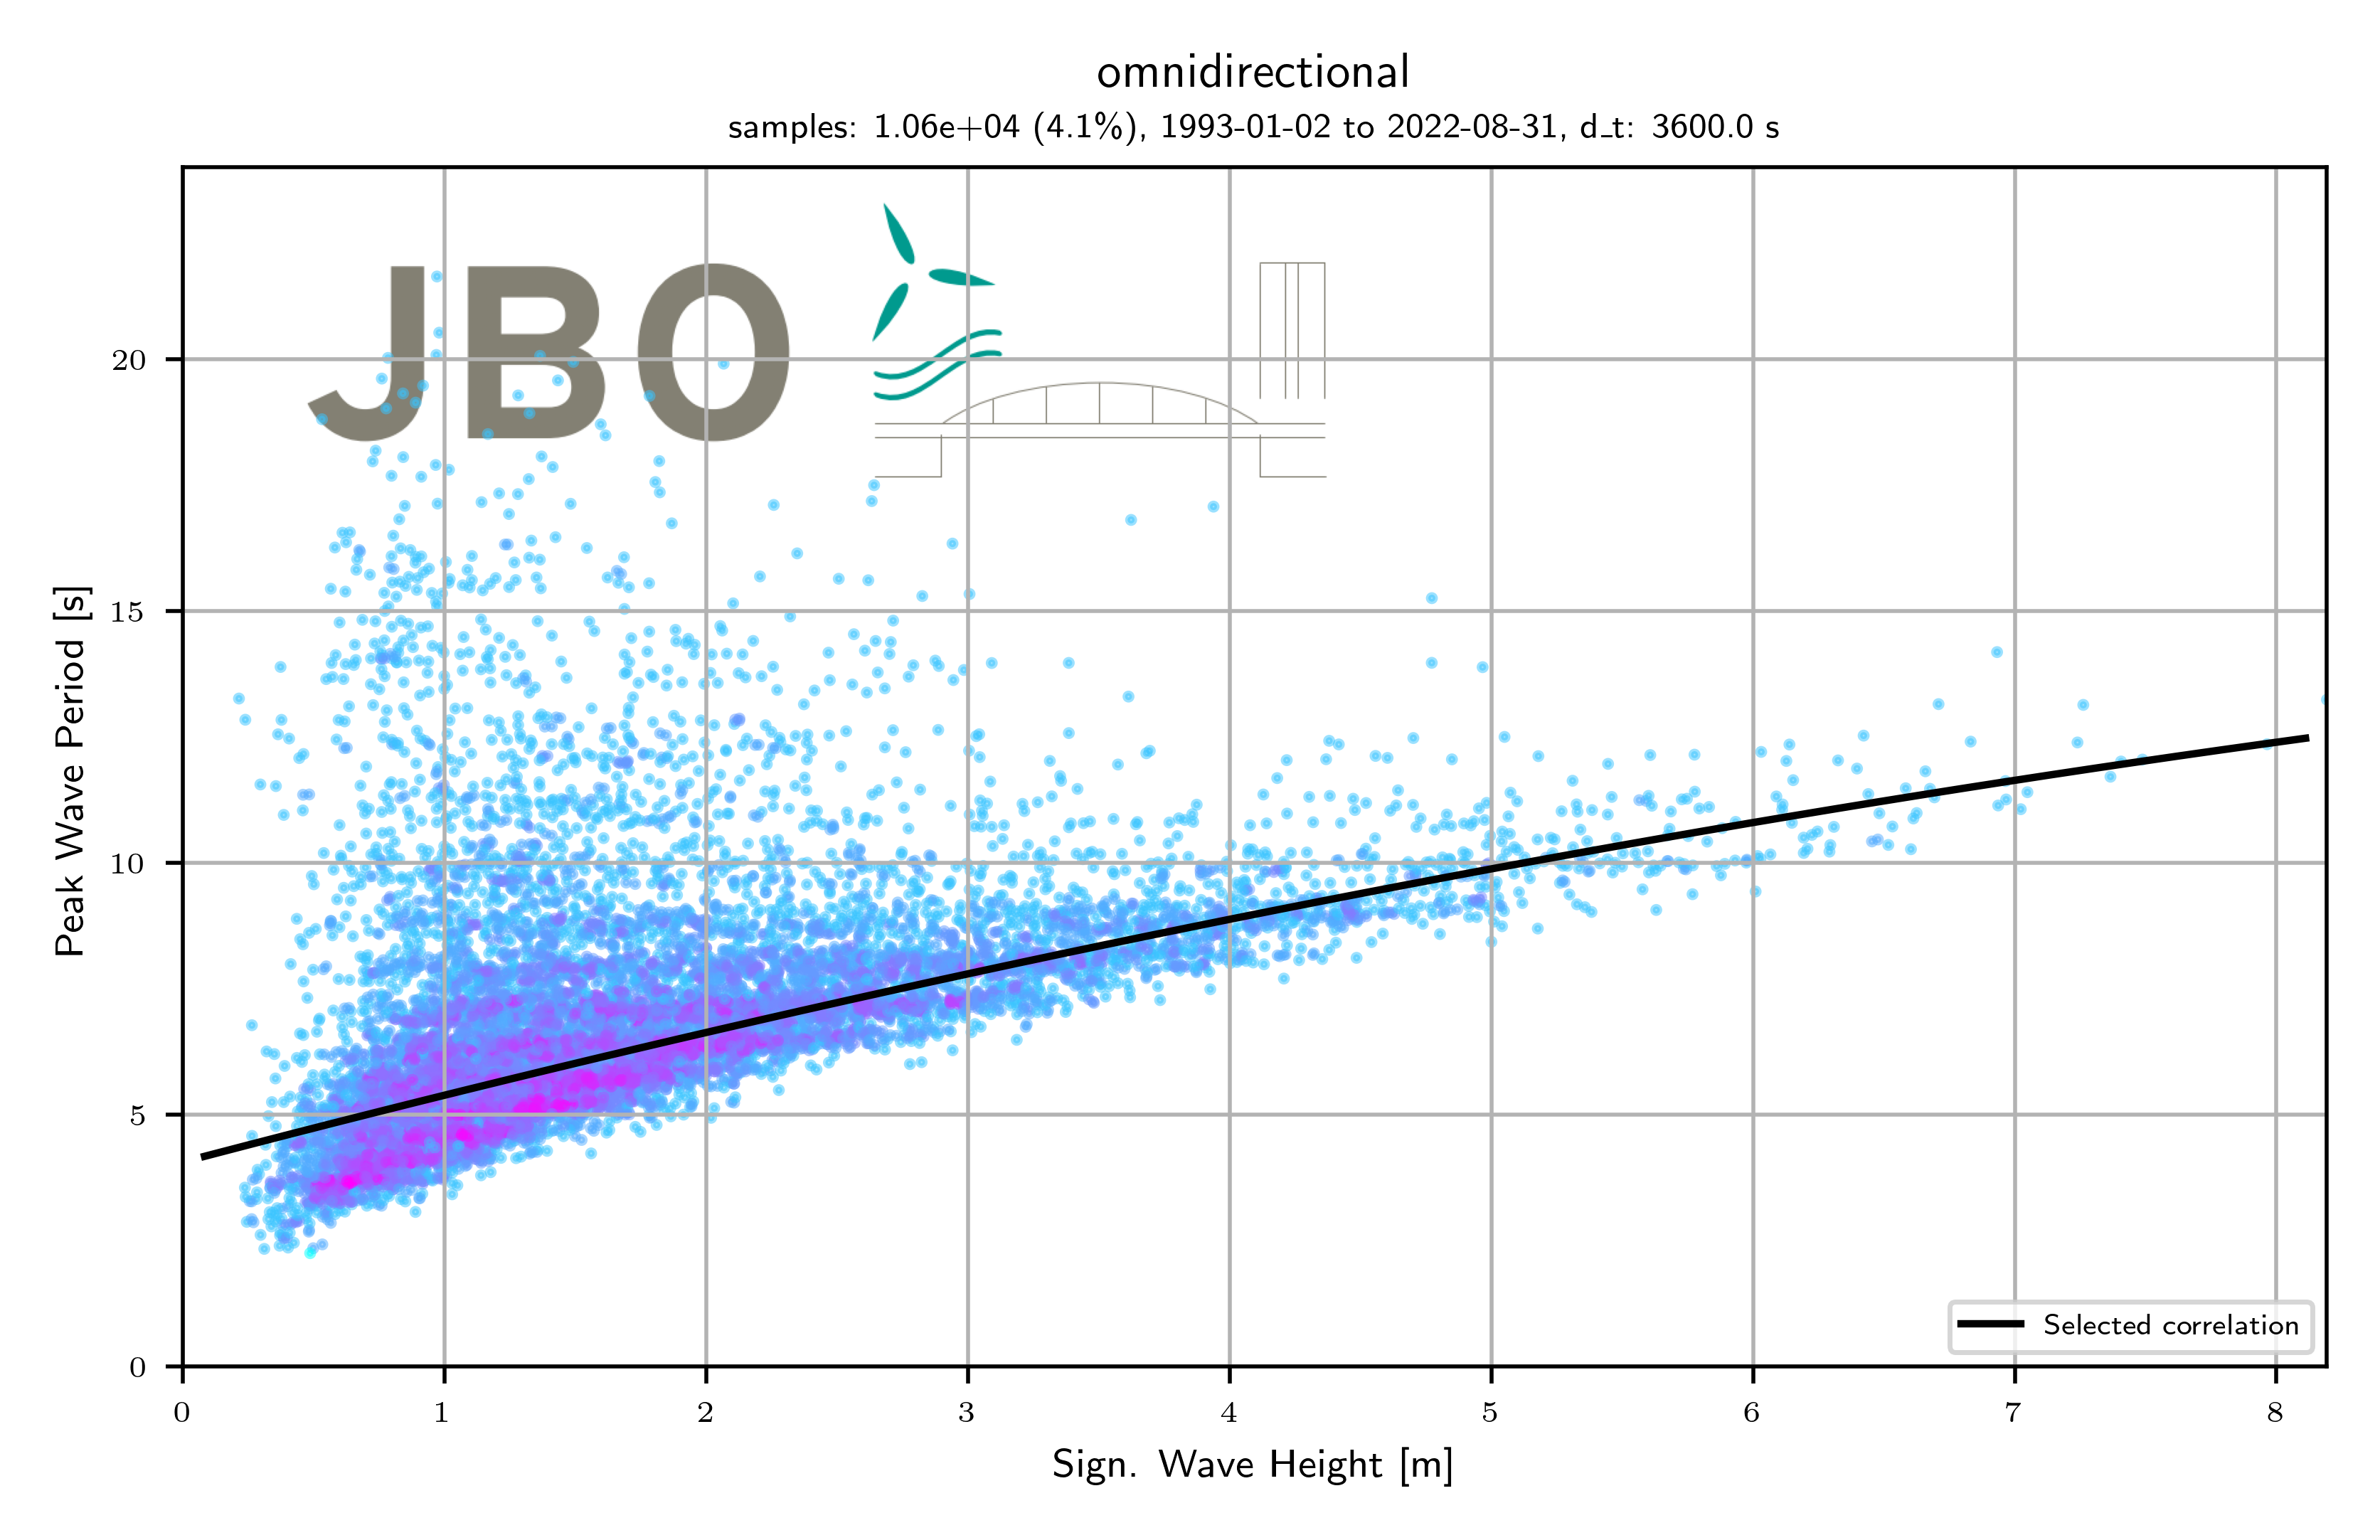 omnidirectional
samples: 1.06e+04 (4.1%), 1993-01-02 to 2022-08-31, d_t: 3600.0 s
JBO
Peak Wave Period [s]
20
15
10
5
0
0 1 2 3 4 5 6 7 8
Sign. Wave Height [m]
Selected correlation